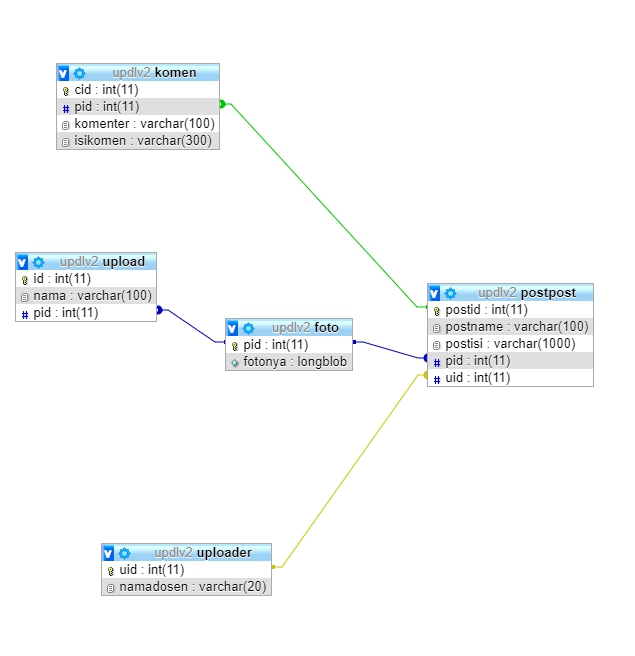 updlv2 komen
cid : int(11)
pid : int(11)
komenter : varchar(100)
isikomen : varchar(300)
updlv2 upload
id : int(11)
nama : varchar(100)
pid : int(11)
updlv2 foto
pid : int(11)
fotonya : longblob
updlv2 postpost
postid : int(11)
postname : varchar(100)
postisi : varchar(1000)
pid : int(11)
uid : int(11)
updlv2 uploader
uid : int(11)
namadosen : varchar(20)